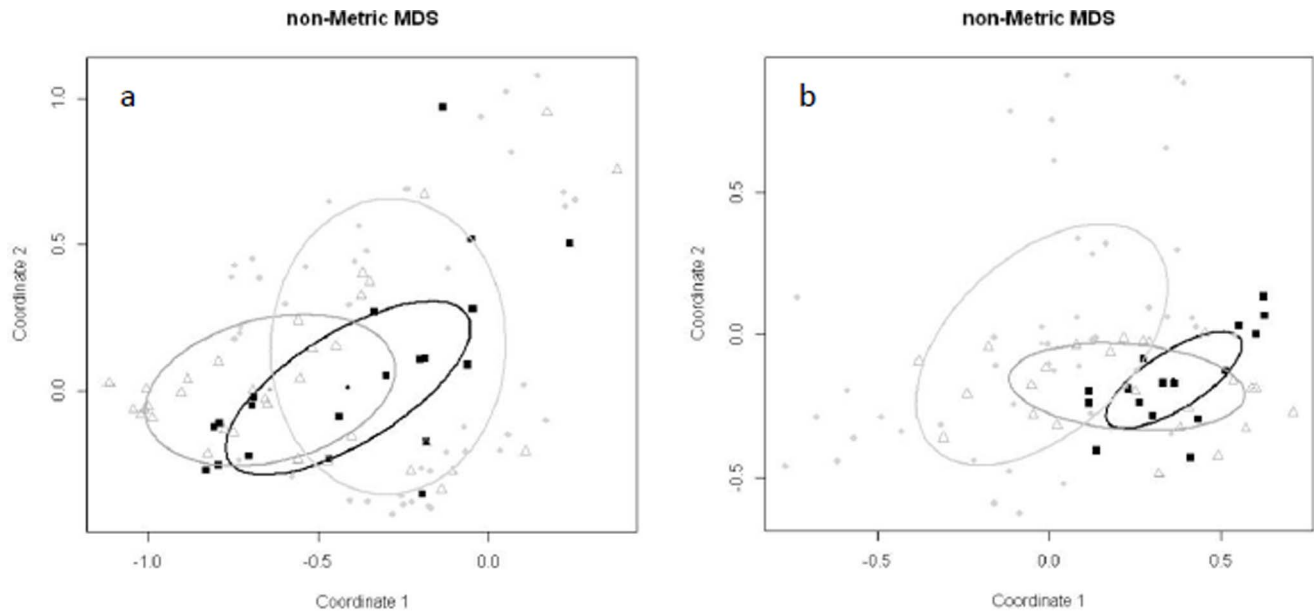 non-Metric MDS
a
Coordinate 2
1.0
0.5
0.0
-1.0 -0.5 0.0
Coordinate 1
non-Metric MDS
b
Coordinate 2
0.5
0.0
-0.5
-0.5 0.0 0.5
Coordinate 1